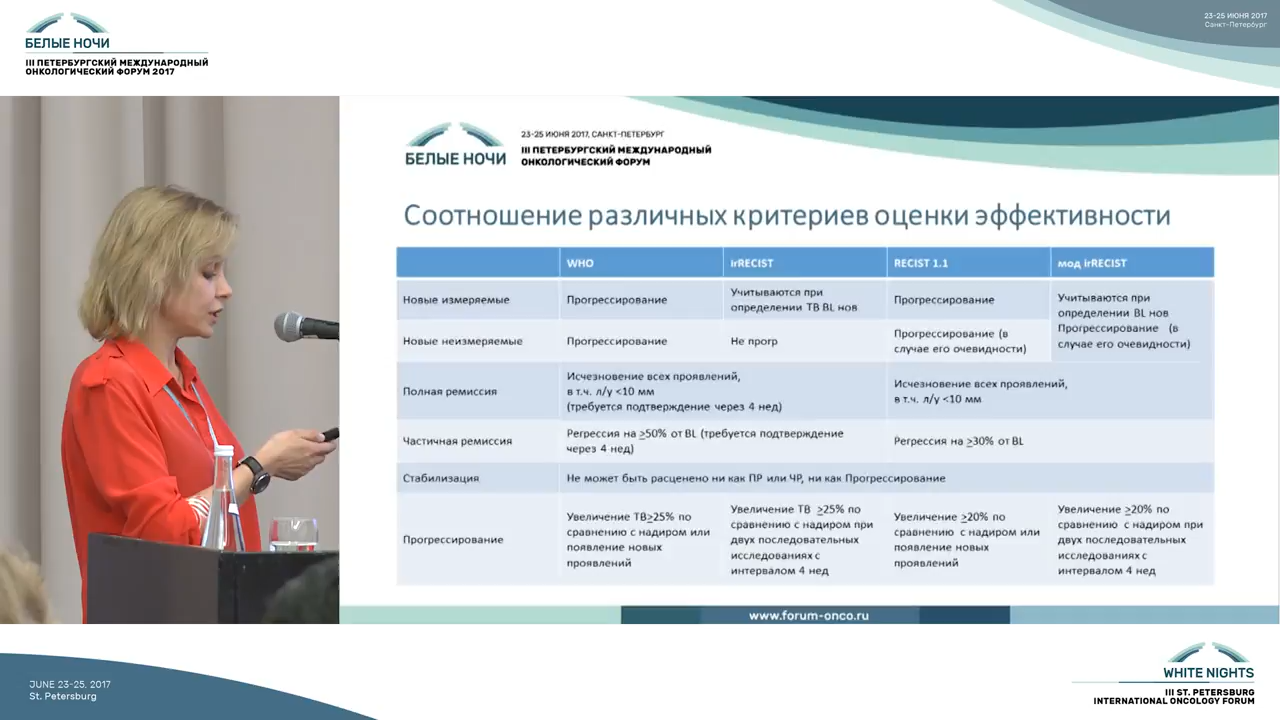 БЕЛЫЕ НОЧИ
III ПЕТЕРБУРГСКИЙ МЕЖДУНАРОДНЫЙ
ОНКОЛОГИЧЕСКИЙ ФОРУМ 2017
23-25 ИЮНЯ 2017
Санкт-Петербург
БЕЛЫЕ НОЧИ
23-25 ИЮНЯ 2017, САНКТ-ПЕТЕРБУРГ
III ПЕТЕРБУРГСКИЙ МЕЖДУНАРОДНЫЙ
ОНКОЛОГИЧЕСКИЙ ФОРУМ
Соотношение различных критериев оценки эффективности
WHO
irRECIST
RECIST 1.1
мод irRECIST
Новые измеряемые
Прогрессирование
Учитываются при
определении ТВ BL нов
Прогрессирование
Учитываются при
определении BL нов
Прогрессирование (в
случае его очевидности)
Новые неизмеряемые
Прогрессирование
Не прогр
Прогрессирование (в
случае его очевидности)
Полная ремиссия
Исчезновение всех проявлений,
в т.ч. л/у <10 мм
(требуется подтверждение через 4 нед)
Исчезновение всех проявлений,
в т.ч. л/у <10 мм
Частичная ремиссия
Регрессия на ≥50% от BL (требуется подтверждение
через 4 нед)
Регрессия на ≥30% от BL
Стабилизация
Не может быть расценено ни как ПР или ЧР, ни как Прогрессирование
Прогрессирование
Увеличение ТВ≥25% по
сравнению с надиром или
появление новых
проявлений
Увеличение ТВ ≥25% по
сравнению с надиром при
двух последовательных
исследованиях с
интервалом 4 нед
Увеличение ≥20% по
сравнению с надиром или
появление новых
проявлений
Увеличение ≥20% по
сравнению с надиром при
двух последовательных
исследованиях с
интервалом 4 нед
www.forum-onco.ru
JUNE 23-25, 2017
St. Petersburg
WHITE NIGHTS
III ST. PETERSBURG
INTERNATIONAL ONCOLOGY FORUM